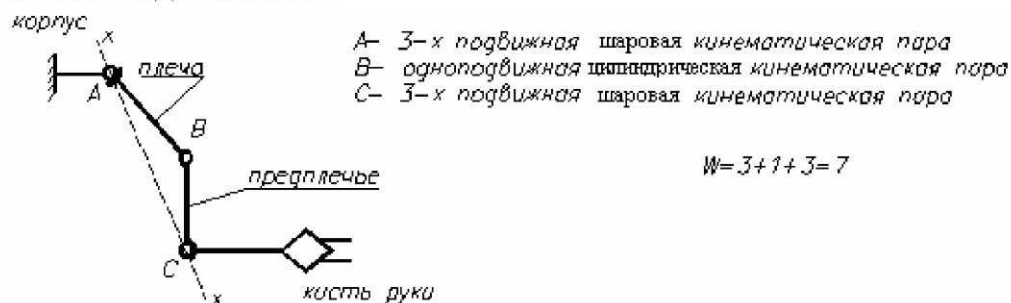 корпус
x
плеча
A
B
предплечье
C
x
кисть руки
A- 3-х подвижная шаровая кинематическая пара
B- одноподвижная цилиндрическая кинематическая пара
C- 3-х подвижная шаровая кинематическая пара
W=3+1+3=7